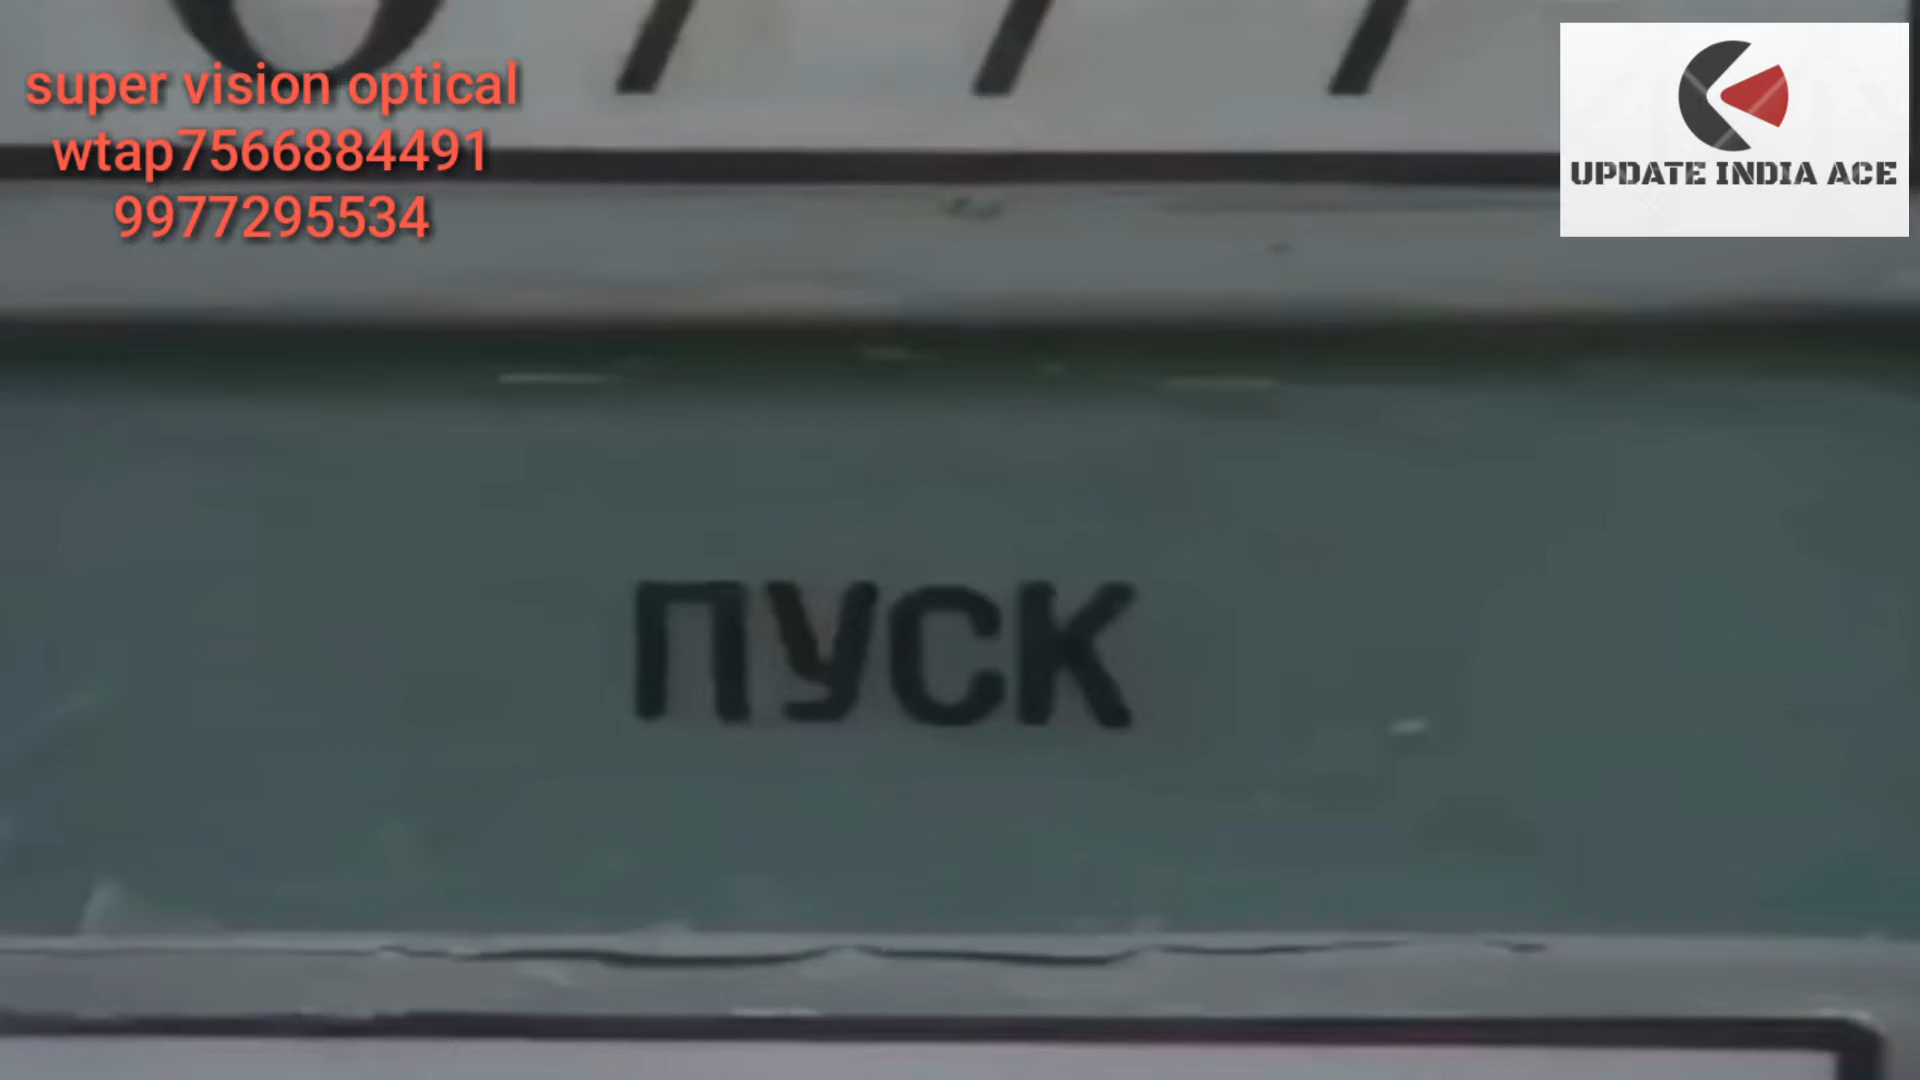 super vision optical
wtap7566884491
9977295534
UPDATE INDIA ACE
ПУСК